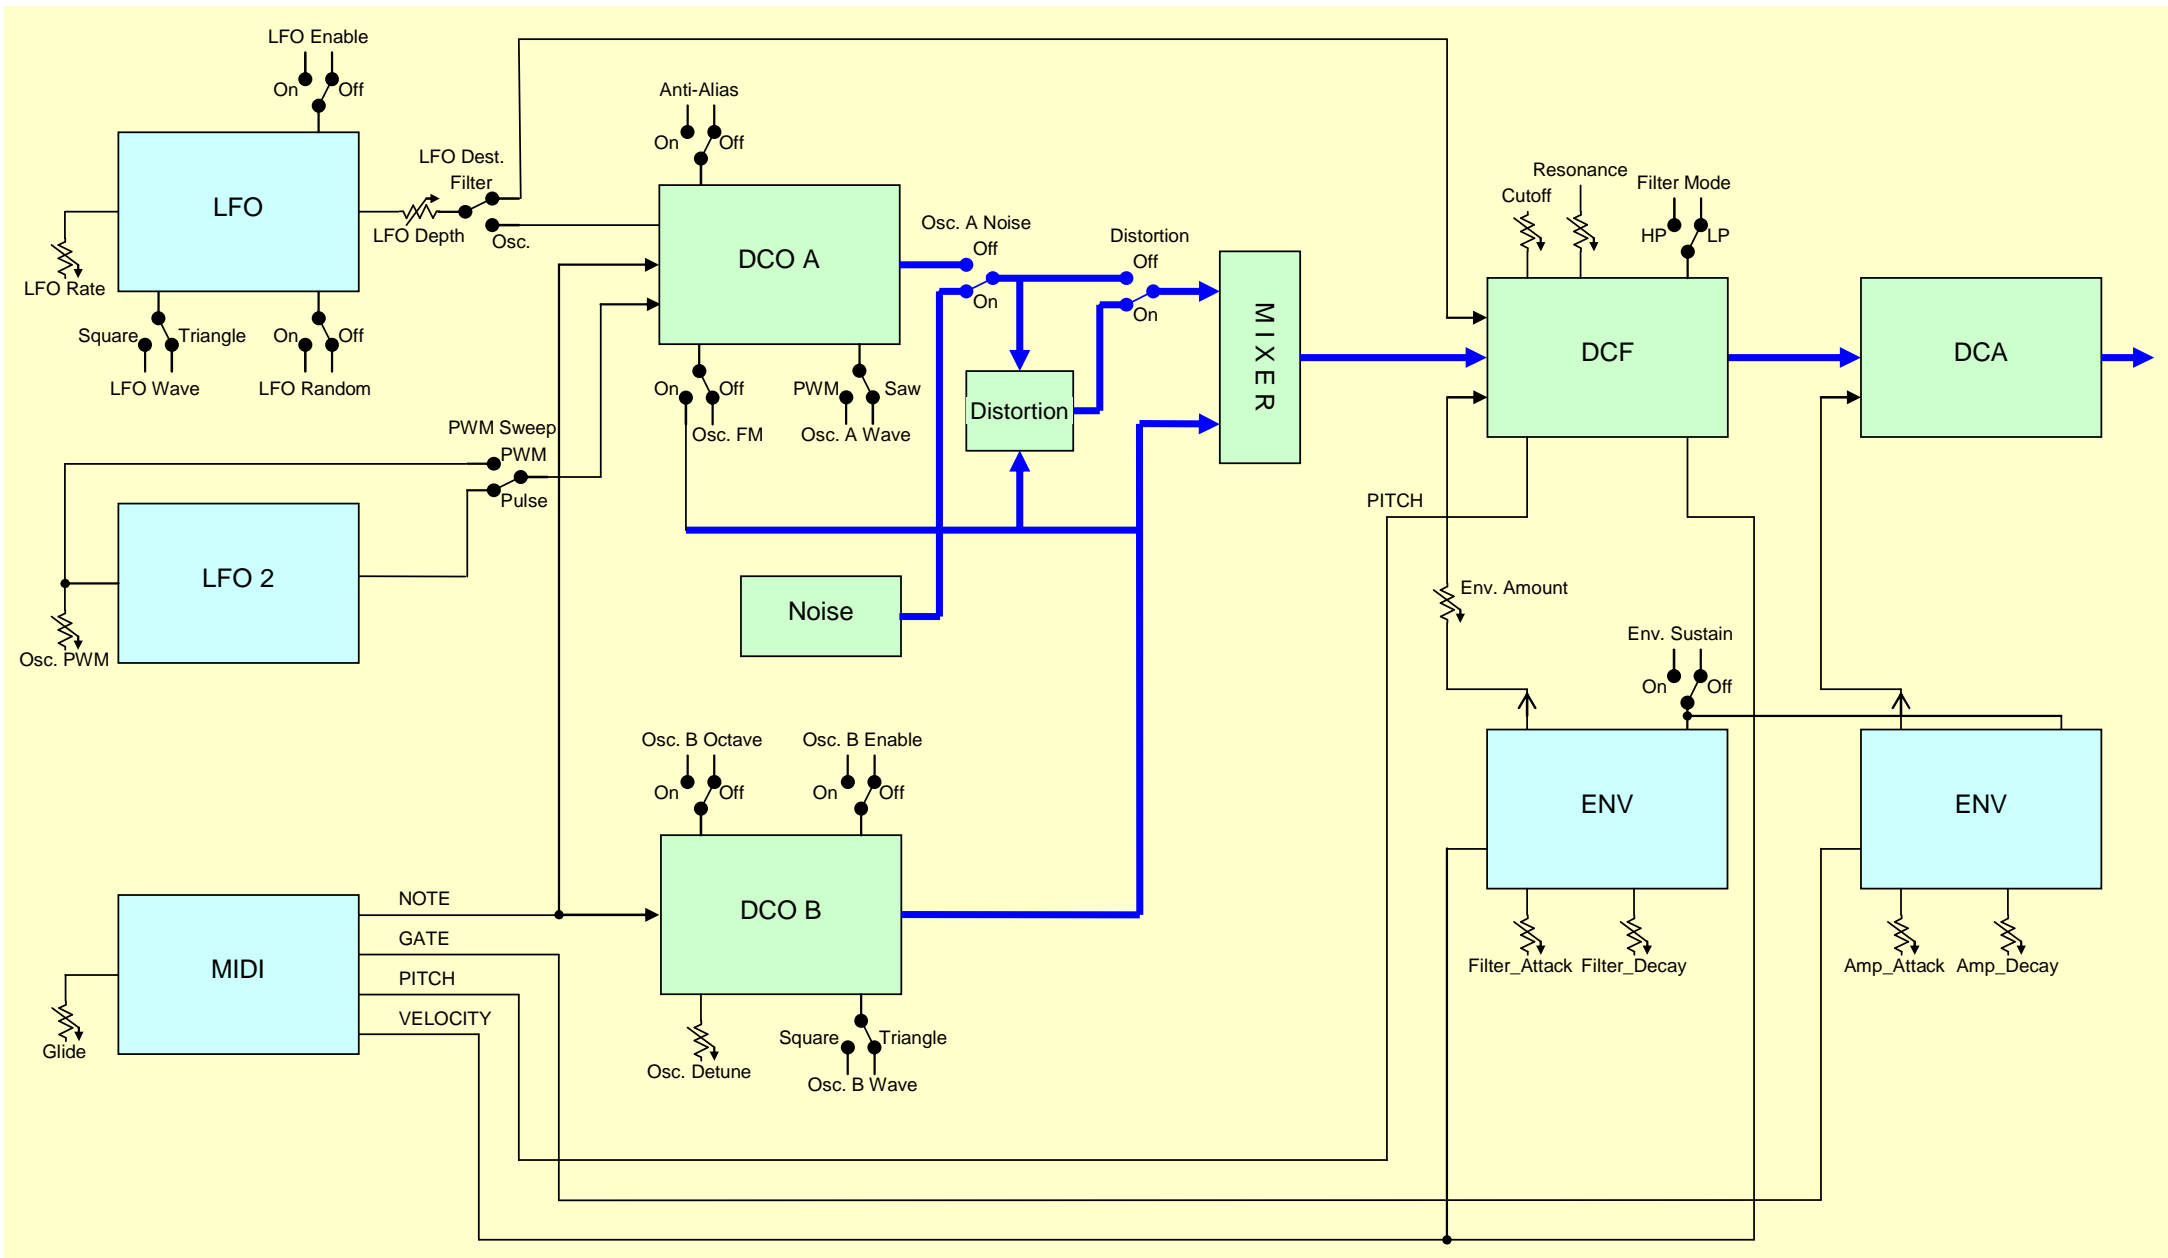 LFO Enable
On
Off
LFO
LFO Rate
Square
Triangle
LFO Wave
On
Off
LFO Random
LFO Dest.
Filter
LFO Depth
Osc.
Anti-Alias
On
Off
DCO A
On
Off
Osc. FM
PWM
Saw
Osc. A Wave
Osc. A Noise
Off
On
Distortion
Off
On
Distortion
MIXER
Cutoff
Resonance
Filter Mode
HP
LP
DCF
DCA
PWM Sweep
PWM
Pulse
LFO 2
Osc. PWM
Noise
PITCH
Env. Amount
Env. Sustain
On
Off
ENV
Filter_Attack
Filter_Decay
ENV
Amp_Attack
Amp_Decay
Osc. B Octave
On
Off
Osc. B Enable
On
Off
DCO B
Osc. Detune
Square
Triangle
Osc. B Wave
MIDI
NOTE
GATE
PITCH
VELOCITY
Glide